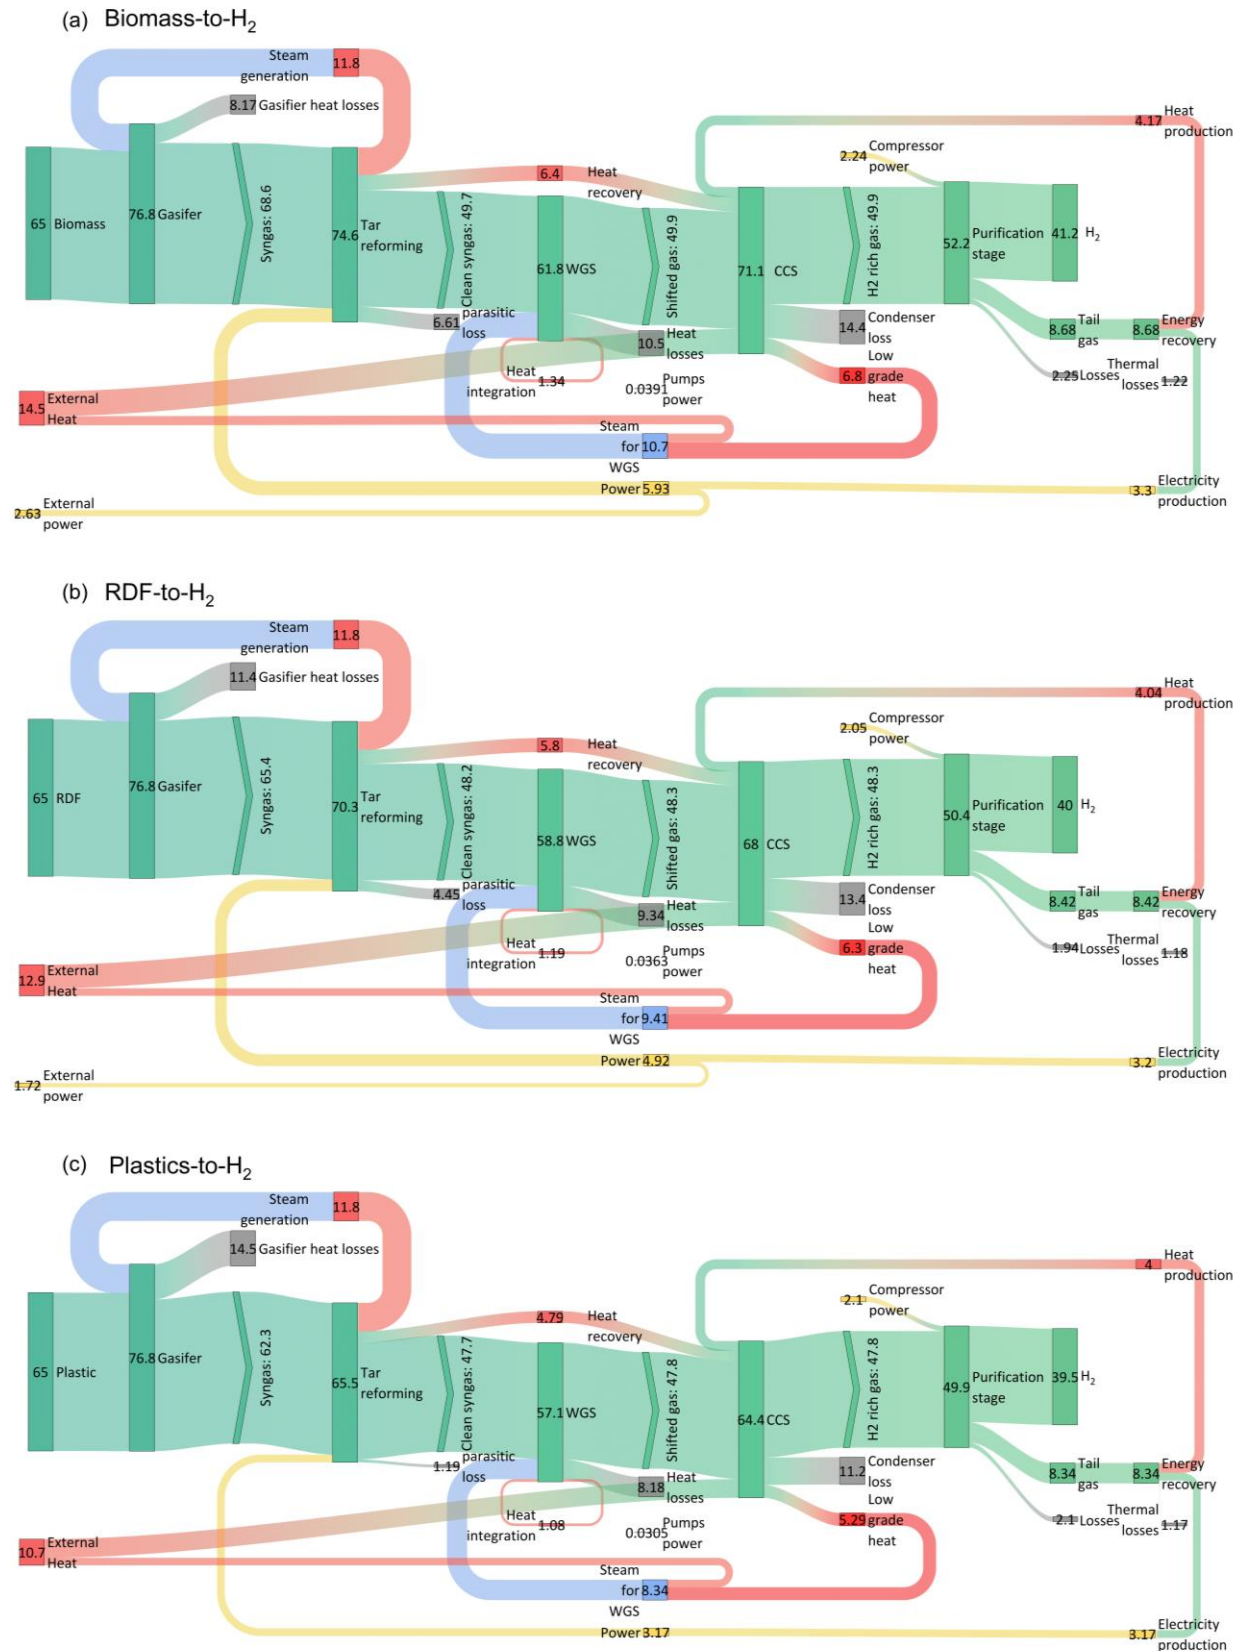 (a) Biomass-to-H2
Steam
generation
11.8
8.17 Gasifier heat losses
4.17
Heat
production
2.24
Compressor
power
6.4
Heat
recovery
65 Biomass
76.8 Gasifer
Syngas: 68.6
74.6
Tar
reforming
Clean syngas: 49.7
61.8 WGS
Shifted gas: 49.9
71.1 CCS
H2 rich gas: 49.9
52.2
Purification
stage
41.2 H2
6.61
parasitic
loss
10.5
Heat
losses
14.4
Condenser
loss
8.68
Tail
gas
8.68
Energy
recovery
Heat
integration
1.34
0.0391
Pumps
power
6.8
Low
grade
heat
2.25 Losses
Thermal
losses
1.22
14.5
External
Heat
Steam
for
WGS
10.7
Power 5.93
3.3
Electricity
production
2.63
External
power
(b) RDF-to-H2
Steam
generation
11.8
11.4 Gasifier heat losses
4.04
Heat
production
2.05
Compressor
power
5.8
Heat
recovery
65 RDF
76.8 Gasifer
Syngas: 65.4
70.3
Tar
reforming
Clean syngas: 48.2
58.8 WGS
Shifted gas: 48.3
68 CCS
H2 rich gas: 48.3
50.4
Purification
stage
40 H2
4.45
parasitic
loss
9.34
Heat
losses
13.4
Condenser
loss
8.42
Tail
gas
8.42
Energy
recovery
Heat
integration
1.19
0.0363
Pumps
power
6.3
Low
grade
heat
1.94 Losses
Thermal
losses
1.18
12.9
External
Heat
Steam
for
WGS
9.41
Power 4.92
3.2
Electricity
production
1.72
External
power
(c) Plastics-to-H2
Steam
generation
11.8
14.5 Gasifier heat losses
4
Heat
production
2.1
Compressor
power
4.79
Heat
recovery
65 Plastic
76.8 Gasifer
Syngas: 62.3
65.5
Tar
reforming
Clean syngas: 47.7
57.1 WGS
Shifted gas: 47.8
64.4 CCS
H2 rich gas: 47.8
49.9
Purification
stage
39.5 H2
1.19
parasitic
loss
8.18
Heat
losses
11.2
Condenser
loss
8.34
Tail
gas
8.34
Energy
recovery
Heat
integration
1.08
0.0305
Pumps
power
5.29
Low
grade
heat
2.1 Losses
Thermal
losses
1.17
10.7
External
Heat
Steam
for
WGS
8.34
Power 3.17
3.17
Electricity
production